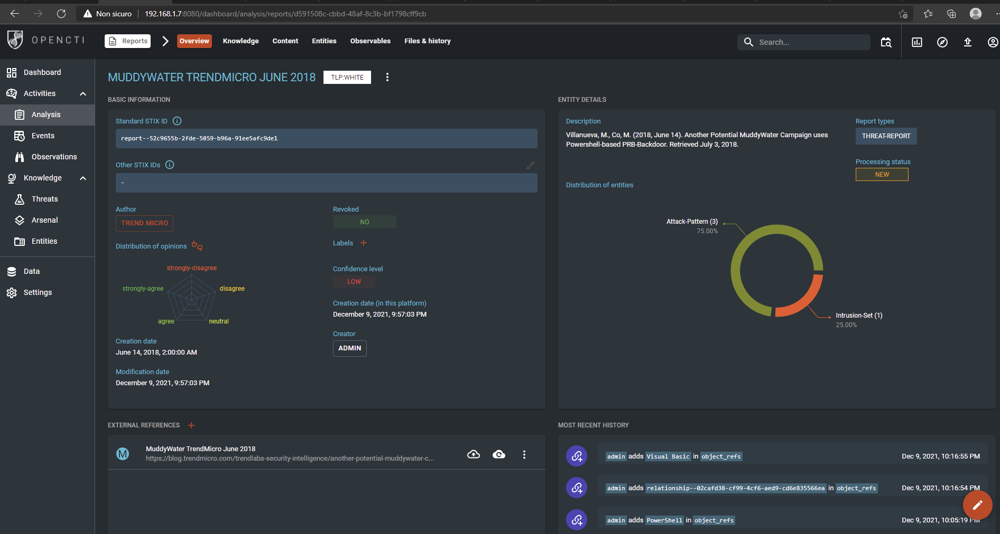 Non sicuro
192.168.1.7:8080/dashboard/analysis/reports/d591508c-cbbd-48af-8c3b-bf1798cff9cb
OPENCTI
Reports
Overview
Knowledge
Content
Entities
Observables
Files & history
Search...
Dashboard
Activities
Analysis
Events
Observations
Knowledge
Threats
Arsenal
Entities
Data
Settings
MUDDYWATER TRENDMICRO JUNE 2018
TLP:WHITE
BASIC INFORMATION
Standard STIX ID
report--52c9655b-2fde-5059-b96a-91ee5afc9de1
Other STIX IDs
-
Author
TREND MICRO
Revoked
NO
Distribution of opinions
Labels
strongly-disagree
strongly-agree
disagree
agree
neutral
Confidence level
LOW
Creation date (in this platform)
December 9, 2021, 9:57:03 PM
Creator
ADMIN
Creation date
June 14, 2018, 2:00:00 AM
Modification date
December 9, 2021, 9:57:03 PM
ENTITY DETAILS
Description
Villanueva, M., Co, M. (2018, June 14). Another Potential MuddyWater Campaign uses
Powershell-based PRB-Backdoor. Retrieved July 3, 2018.
Report types
THREAT-REPORT
Processing status
NEW
Distribution of entities
Attack-Pattern (3)
75.00%
Intrusion-Set (1)
25.00%
EXTERNAL REFERENCES
M
MuddyWater TrendMicro June 2018
https://blog.trendmicro.com/trendlabs-security-intelligence/another-potential-muddywater-c...
MOST RECENT HISTORY
admin adds Visual Basic in object_refs
Dec 9, 2021, 10:16:55 PM
admin adds relationship--02cafd38-cf99-4cf6-aed9-cd6e835566ea in object_refs
Dec 9, 2021, 10:16:54 PM
admin adds PowerShell in object_refs
Dec 9, 2021, 10:05:19 PM